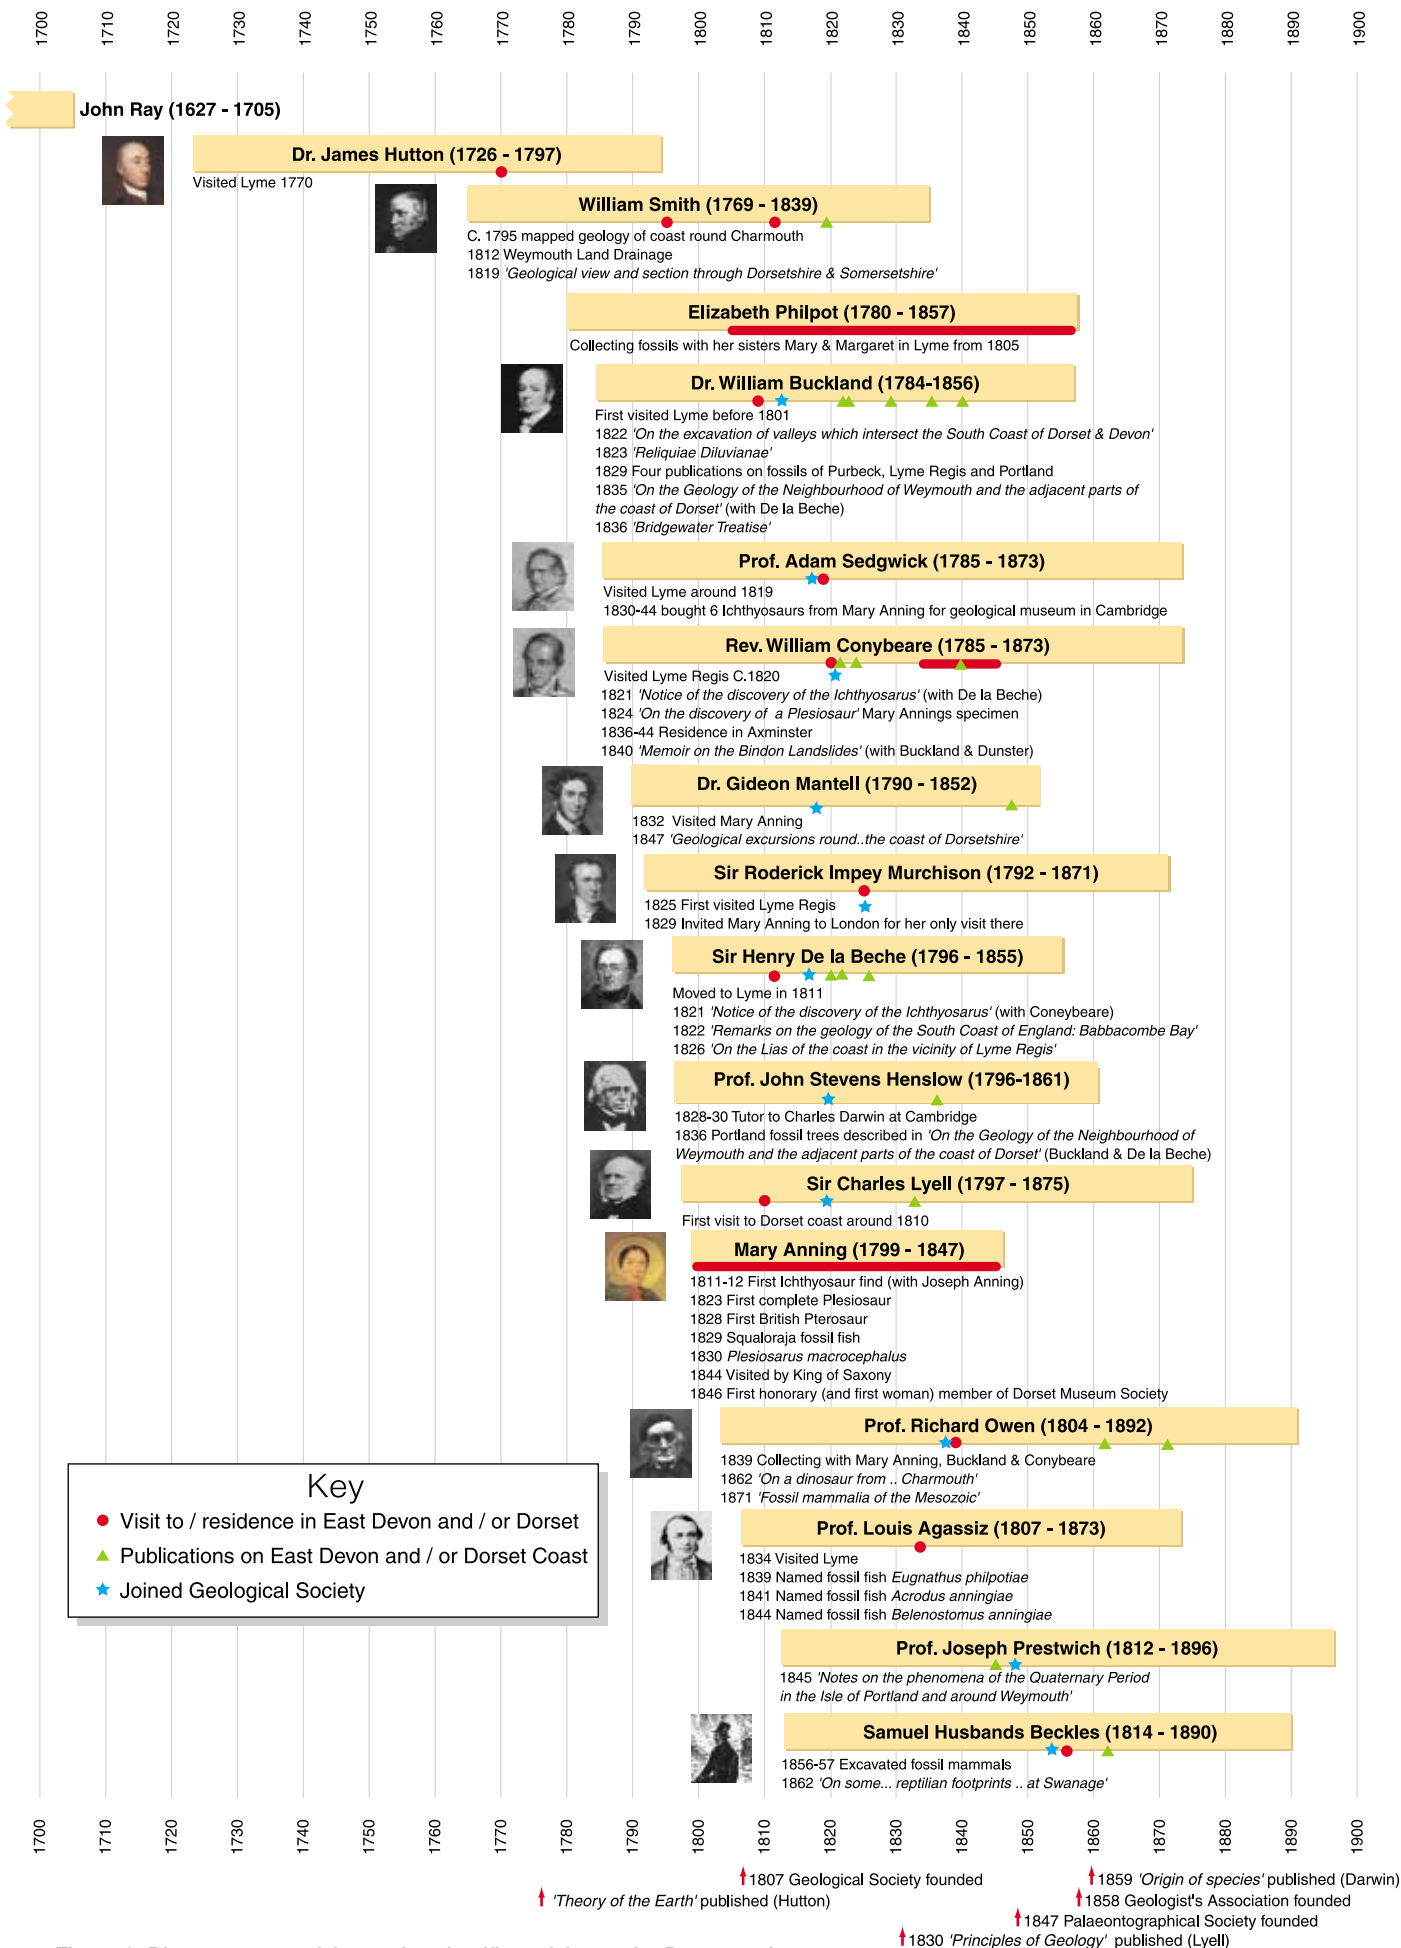 1700 1710 1720 1730 1740 1750 1760 1770 1780 1790 1800 1810 1820 1830 1840 1850 1860 1870 1880 1890 1900
John Ray (1627 - 1705)
Dr. James Hutton (1726 - 1797)
Visited Lyme 1770
William Smith (1769 - 1839)
C. 1795 mapped geology of coast round Charmouth
1812 Weymouth Land Drainage
1819 'Geological view and section through Dorsetshire & Somersetshire'
Elizabeth Philpot (1780 - 1857)
Collecting fossils with her sisters Mary & Margaret in Lyme from 1805
Dr. William Buckland (1784-1856)
First visited Lyme before 1801
1822 'On the excavation of valleys which intersect the South Coast of Dorset & Devon'
1823 'Reliquiae Diluvianae'
1829 Four publications on fossils of Purbeck, Lyme Regis and Portland
1835 'On the Geology of the Neighbourhood of Weymouth and the adjacent parts of
the coast of Dorset' (with De la Beche)
1836 'Bridgewater Treatise'
Prof. Adam Sedgwick (1785 - 1873)
Visited Lyme around 1819
1830-44 bought 6 Ichthyosaurs from Mary Anning for geological museum in Cambridge
Rev. William Conybeare (1785 - 1873)
Visited Lyme Regis C.1820
1821 'Notice of the discovery of the Ichthyosarus' (with De la Beche)
1824 'On the discovery of a Plesiosaur' Mary Annings specimen
1836-44 Residence in Axminster
1840 'Memoir on the Bindon Landslides' (with Buckland & Dunster)
Dr. Gideon Mantell (1790 - 1852)
1832 Visited Mary Anning
1847 'Geological excursions round..the coast of Dorsetshire'
Sir Roderick Impey Murchison (1792 - 1871)
1825 First visited Lyme Regis
1829 Invited Mary Anning to London for her only visit there
Sir Henry De la Beche (1796 - 1855)
Moved to Lyme in 1811
1821 'Notice of the discovery of the Ichthyosarus' (with Coneybeare)
1822 'Remarks on the geology of the South Coast of England: Babbacombe Bay'
1826 'On the Lias of the coast in the vicinity of Lyme Regis'
Prof. John Stevens Henslow (1796-1861)
1828-30 Tutor to Charles Darwin at Cambridge
1836 Portland fossil trees described in 'On the Geology of the Neighbourhood of
Weymouth and the adjacent parts of the coast of Dorset' (Buckland & De la Beche)
Sir Charles Lyell (1797 - 1875)
First visit to Dorset coast around 1810
Mary Anning (1799 - 1847)
1811-12 First Ichthyosaur find (with Joseph Anning)
1823 First complete Plesiosaur
1828 First British Pterosaur
1829 Squaloraja fossil fish
1830 Plesiosarus macrocephalus
1844 Visited by King of Saxony
1846 First honorary (and first woman) member of Dorset Museum Society
Prof. Richard Owen (1804 - 1892)
1839 Collecting with Mary Anning, Buckland & Conybeare
1862 'On a dinosaur from .. Charmouth'
1871 'Fossil mammalia of the Mesozoic'
Key
Visit to / residence in East Devon and / or Dorset
Publications on East Devon and / or Dorset Coast
Joined Geological Society
Prof. Louis Agassiz (1807 - 1873)
1834 Visited Lyme
1839 Named fossil fish Eugnathus philpotiae
1841 Named fossil fish Acrodus anningiae
1844 Named fossil fish Belenostomus anningiae
Prof. Joseph Prestwich (1812 - 1896)
1845 'Notes on the phenomena of the Quaternary Period
in the Isle of Portland and around Weymouth'
Samuel Husbands Beckles (1814 - 1890)
1856-57 Excavated fossil mammals
1862 'On some... reptilian footprints .. at Swanage'
1700 1710 1720 1730 1740 1750 1760 1770 1780 1790 1800 1810 1820 1830 1840 1850 1860 1870 1880 1890 1900
1807 Geological Society founded
1859 'Origin of species' published (Darwin)
'Theory of the Earth' published (Hutton)
1858 Geologist's Association founded
1847 Palaeontographical Society founded
1830 'Principles of Geology' published (Lyell)